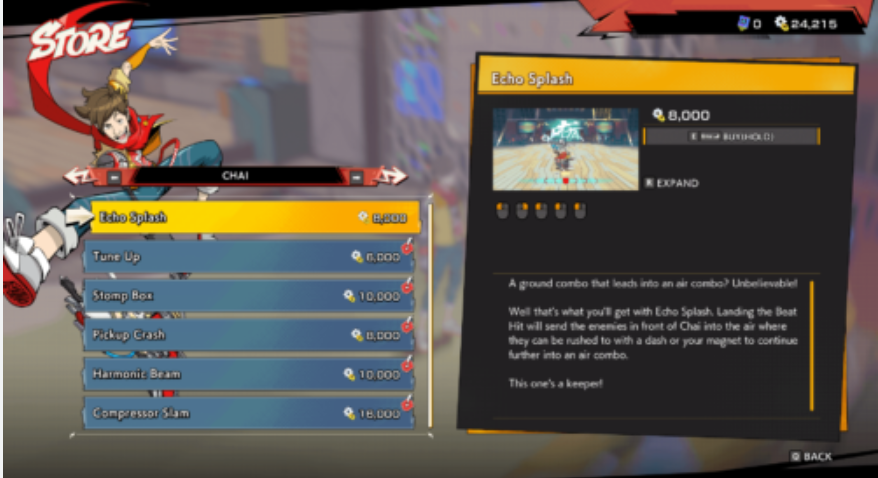 STORE
0 24,215
CHAI
Echo Splash 8,000
Tune Up 6,000
Stomp Box 10,000
Pickup Crash 8,000
Harmonic Beam 10,000
Compressor Slam
Echo Splash
8,000
BUY(HOLD)
R EXPAND
A ground combo that leads into an air combo? Unbelievable!
Well that's what you'll get with Echo Splash. Landing the Beat
Hit will send the enemies in front of Chai into the air where
they can be rushed to with a dash or your magnet to continue
further into an air combo.
This one's a keeper!
BACK